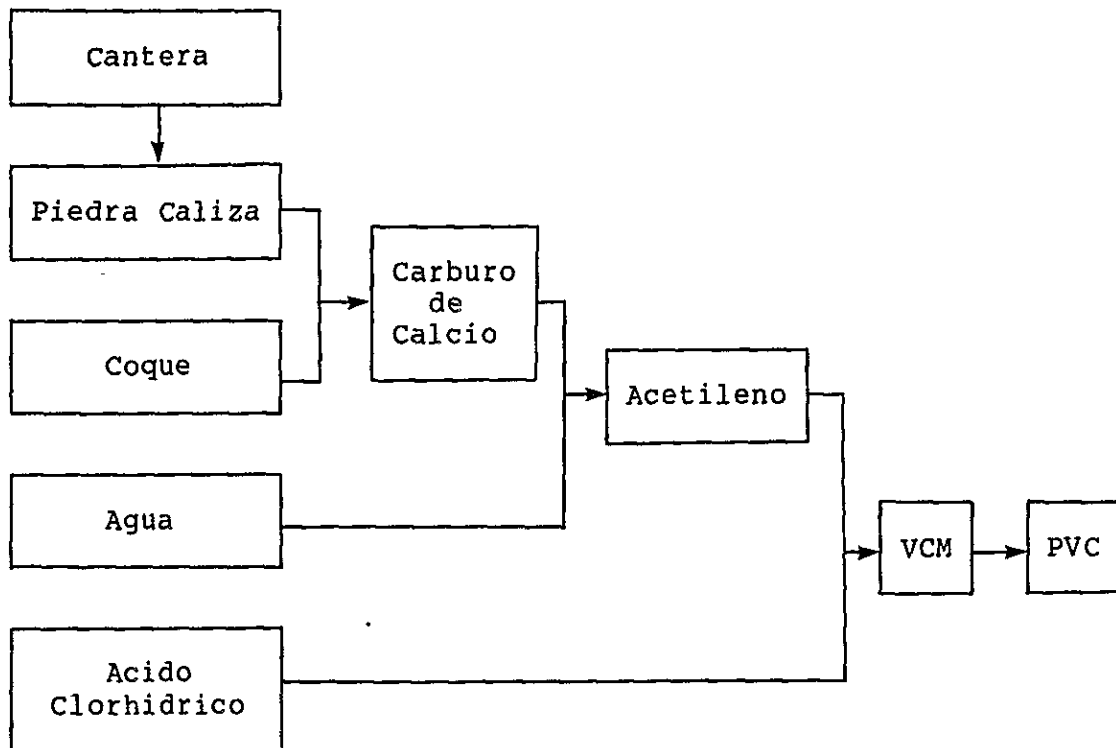 Cantera
Piedra Caliza
Carburo
de
Calcio
Coque
Acetileno
Agua
VCM
PVC
Acido
Clorhidrico